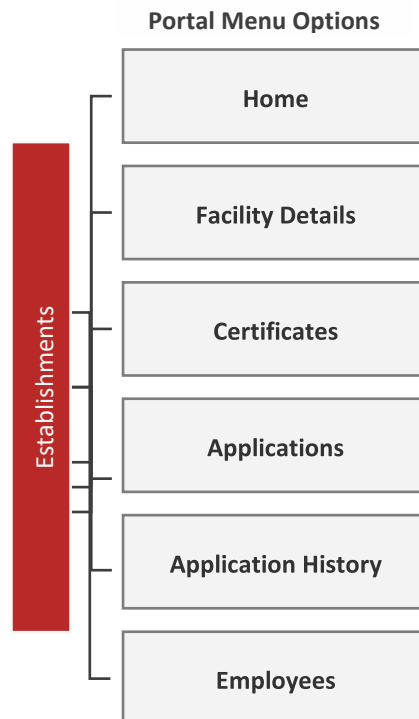 Portal Menu Options
Home
Facility Details
Certificates
Establishments
Applications
Application History
Employees